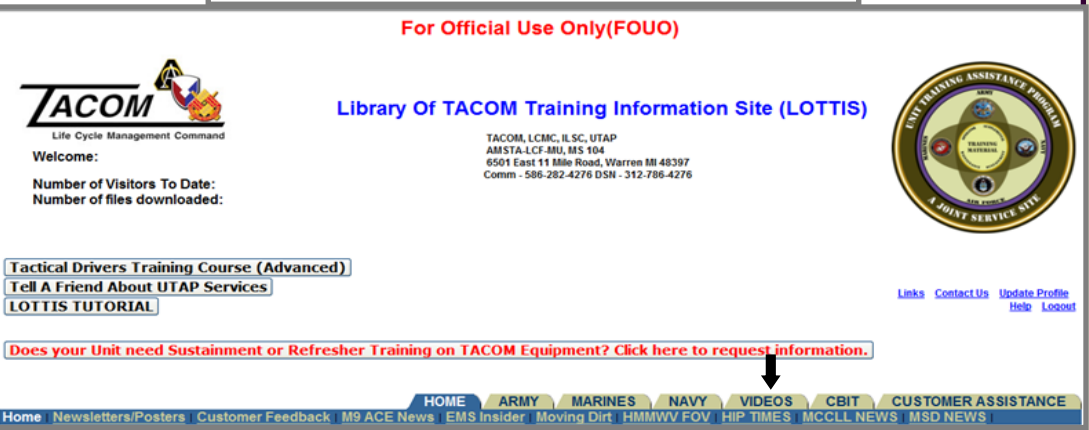 For Official Use Only(FOUO)
TACOM
Life Cycle Management Command
Library Of TACOM Training Information Site (LOTTIS)
TACOM, LCMC, ILSC, UTAP
AMSTA-LCF-MU, MS 104
6501 East 11 Mile Road, Warren MI 48397
Comm - 586-282-4276 DSN - 312-786-4276
UNIT TRAINING ASSISTANCE PROGRAM
ARMY
MARINES
TRAINING
MATERIAL
NAVY
AIR FORCE
A JOINT SERVICE SITE
Welcome:
Number of Visitors To Date:
Number of files downloaded:
Tactical Drivers Training Course (Advanced)
Tell A Friend About UTAP Services
LOTTIS TUTORIAL
Links Contact Us Update Profile
Help Logout
Does your Unit need Sustainment or Refresher Training on TACOM Equipment? Click here to request information.
HOME ARMY MARINES NAVY VIDEOS CBIT CUSTOMER ASSISTANCE
Home | Newsletters/Posters | Customer Feedback | M9 ACE News | EMS Insider | Moving Dirt | HMMWV FOV | HIP TIMES | MCCLL NEWS | MSD NEWS |